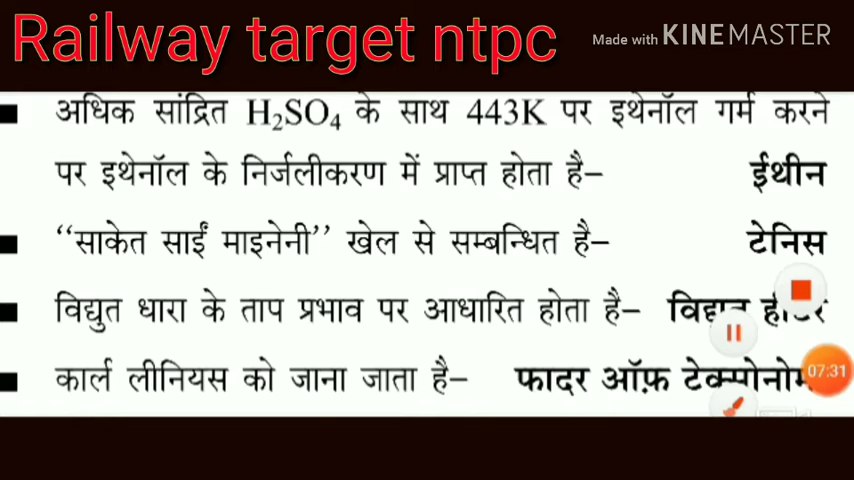 Railway target ntpc
Made with KINEMASTER
■ अधिक सांद्रित H₂SO₄ के साथ 443K पर इथेनॉल गर्म करने
पर इथेनॉल के निर्जलीकरण में प्राप्त होता है– ईथीन
■ “साकेत साईं माइनेनी” खेल से सम्बन्धित है– टेनिस
■ विद्युत धारा के ताप प्रभाव पर आधारित होता है– विद्युत
■ कार्ल लीनियस को जाना जाता है– फादर ऑफ़
07:31